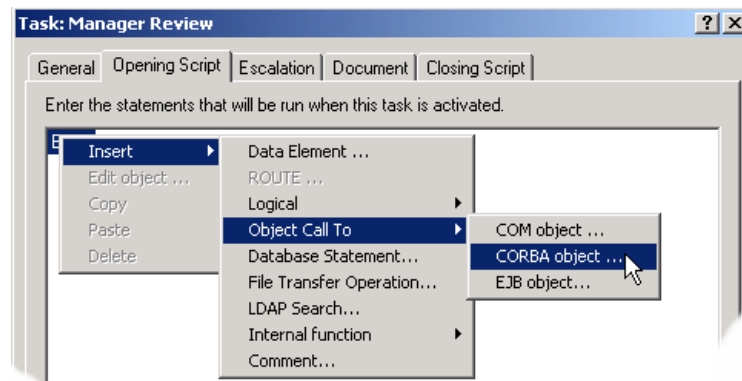 Task: Manager Review
General Opening Script Escalation Document Closing Script
Enter the statements that will be run when this task is activated.
Insert
Edit object ...
Copy
Paste
Delete
Data Element ...
ROUTE ...
Logical
Object Call To
Database Statement...
File Transfer Operation...
LDAP Search...
Internal function
Comment...
COM object ...
CORBA object ...
EJB object...